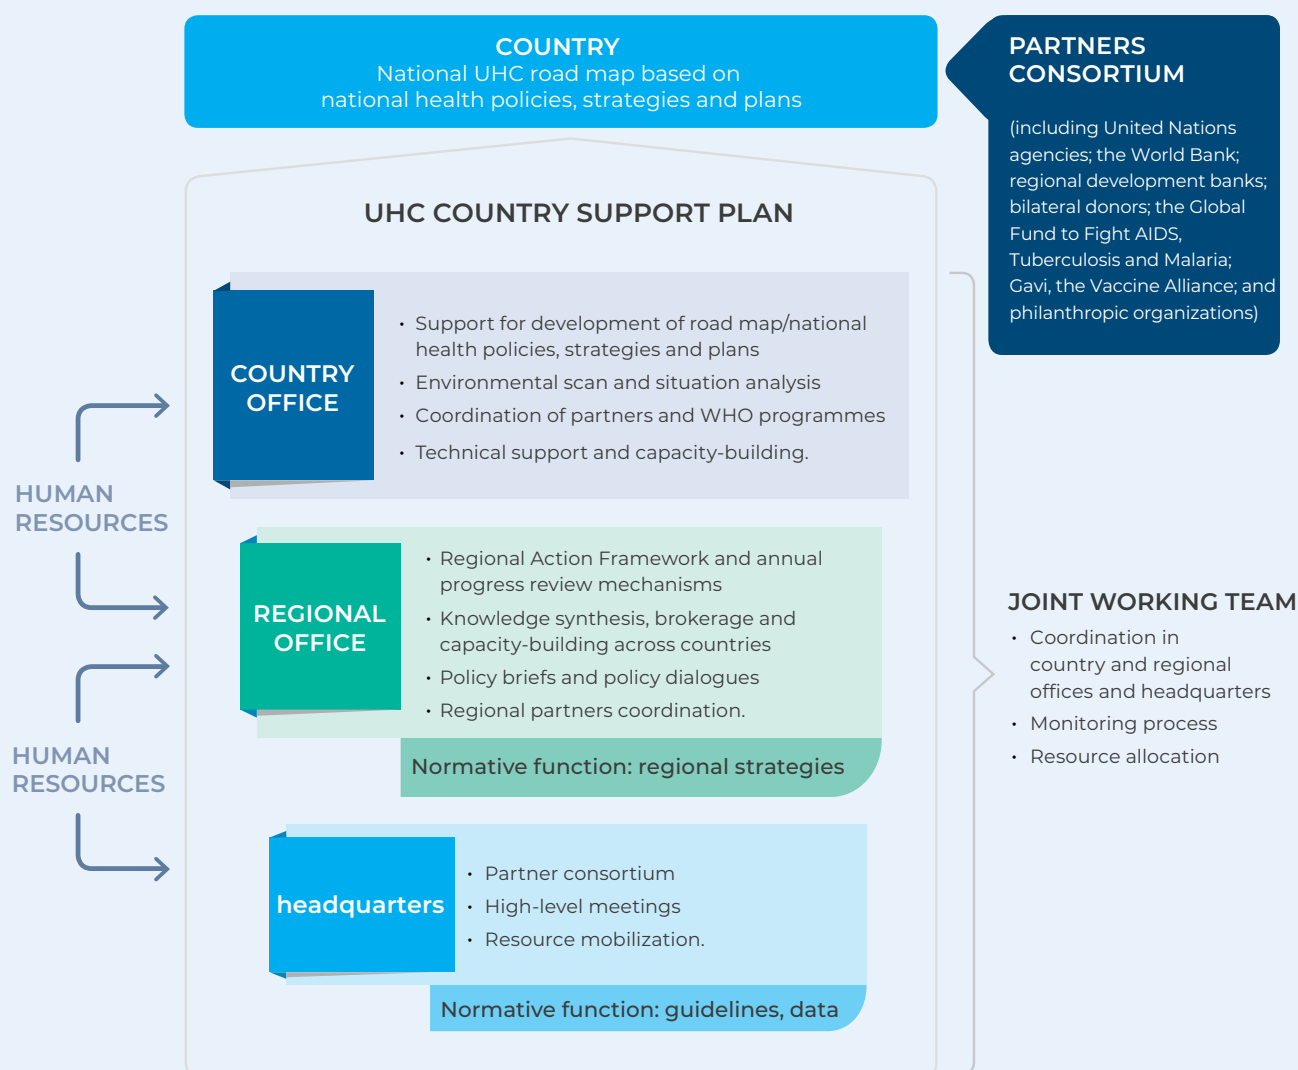 COUNTRY
National UHC road map based on
national health policies, strategies and plans
PARTNERS
CONSORTIUM
(including United Nations
agencies; the World Bank;
regional development banks;
bilateral donors; the Global
Fund to Fight AIDS,
Tuberculosis and Malaria;
Gavi, the Vaccine Alliance; and
philanthropic organizations)
UHC COUNTRY SUPPORT PLAN
COUNTRY
OFFICE
• Support for development of road map/national
health policies, strategies and plans
• Environmental scan and situation analysis
• Coordination of partners and WHO programmes
• Technical support and capacity-building.
HUMAN
RESOURCES
REGIONAL
OFFICE
• Regional Action Framework and annual
progress review mechanisms
• Knowledge synthesis, brokerage and
capacity-building across countries
• Policy briefs and policy dialogues
• Regional partners coordination.
Normative function: regional strategies
HUMAN
RESOURCES
headquarters
• Partner consortium
• High-level meetings
• Resource mobilization.
Normative function: guidelines, data
JOINT WORKING TEAM
• Coordination in
country and regional
offices and headquarters
• Monitoring process
• Resource allocation